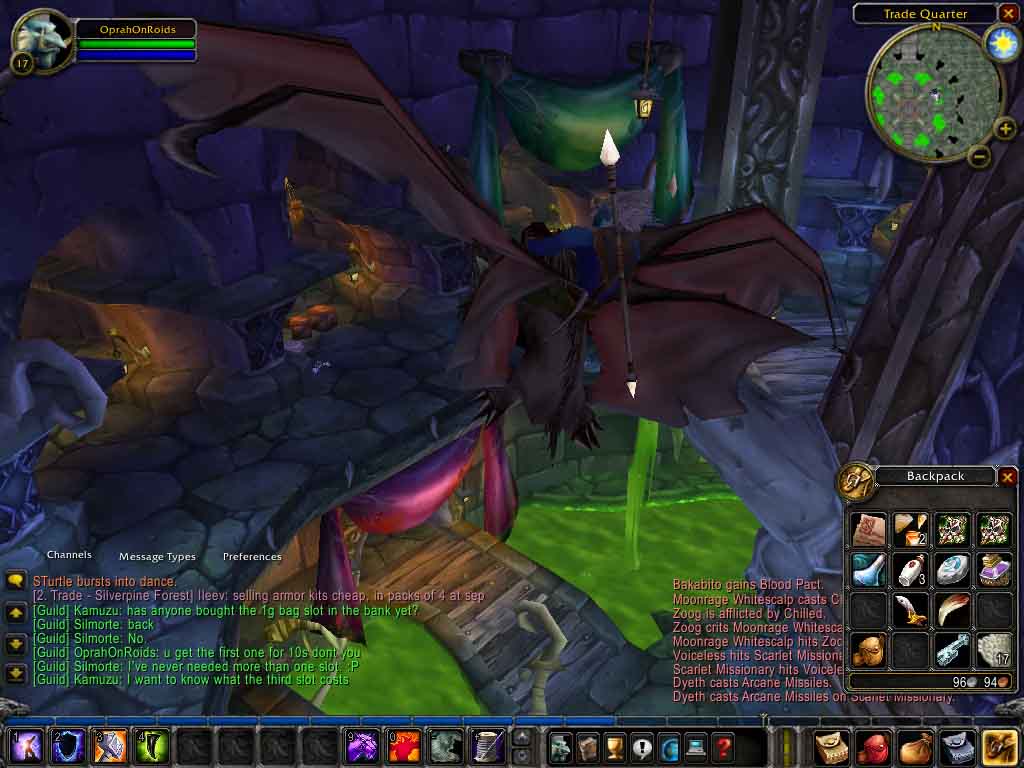 OprahOnRoids
17
Trade Quarter
N
Backpack
2
3
17
96 94
Channels
Message Types
Preferences
STurtle bursts into dance.
[2. Trade - Silverpine Forest] Ileev: selling armor kits cheap, in packs of 4 at sep
[Guild] Kamuzu: has anyone bought the 1g bag slot in the bank yet?
[Guild] Silmorte: back
[Guild] Silmorte: No.
[Guild] OprahOnRoids: u get the first one for 10s dont you
[Guild] Silmorte: I've never needed more than one slot. :P
[Guild] Kamuzu: I want to know what the third slot costs
Bakabito gains Blood Pact.
Moonrage Whitescalp casts
Zoog is afflicted by Chilled.
Zoog crits Moonrage
Moonrage Whitescalp hits
Voiceless hits Scarlet
Scarlet Missionary hits
Dyeth casts Arcane Missiles.
Dyeth casts Arcane Missiles on Scarlet Missionary.
1
3
4
9
0